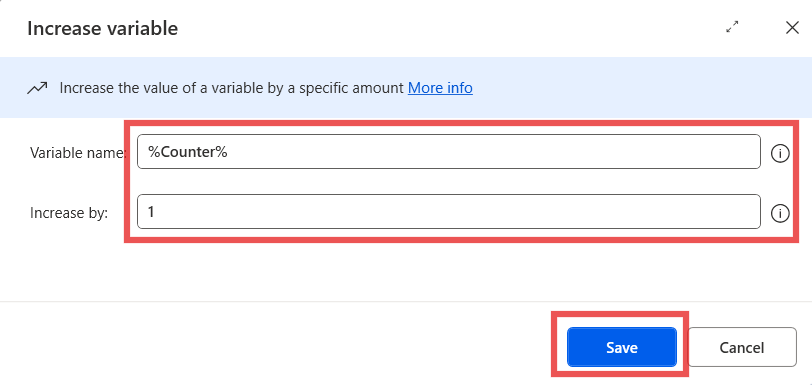 Increase variable
Increase the value of a variable by a specific amount More info
Variable name: %Counter%
Increase by: 1
Save Cancel